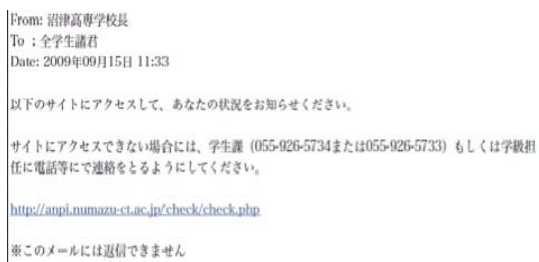 From: 沼津高専学校長
To ：全学生諸君
Date: 2009年09月15日 11:33
以下のサイトにアクセスして、あなたの状況をお知らせください。
サイトにアクセスできない場合には、学生課（055-926-5734または055-926-5733）もしくは学級担
任に電話等にて連絡をとるようにしてください。
http://anpi.numazu-ct.ac.jp/check/check.php
※このメールには返信できません